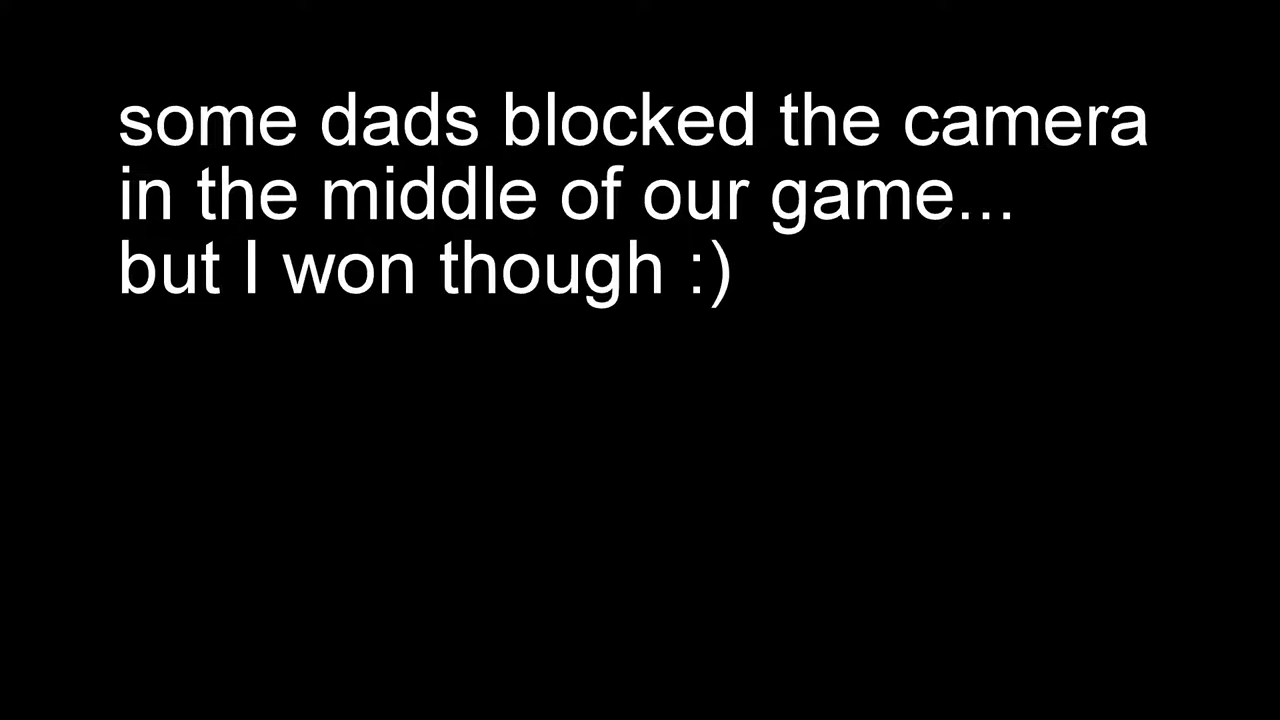 some dads blocked the camera
in the middle of our game...
but I won though :)